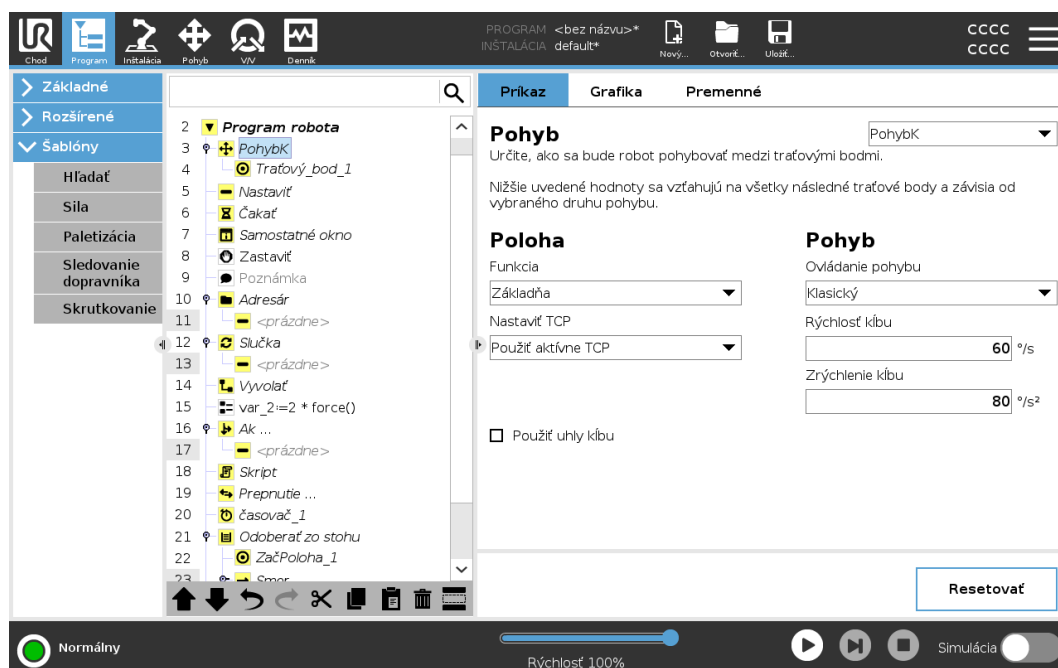 Chod
Program
Inštalácia
Pohyb
V/V
Denník
PROGRAM <bez názvu>*
INŠTALÁCIA default*
Nový...
Otvoriť...
Uložiť...
CCCC
CCCC
Základné
Rozšírené
Šablóny
Hľadať
Sila
Paletizácia
Sledovanie
dopravníka
Skrutkovanie
2 Program robota
3 PohybK
4 Traťový_bod_1
5 Nastaviť
6 Čakať
7 Samostatné okno
8 Zastaviť
9 Poznámka
10 Adresár
11 <prázdne>
12 Slučka
13 <prázdne>
14 Vyvolať
15 var_2:=2 * force()
16 Ak ...
17 <prázdne>
18 Skript
19 Prepnutie ...
20 časovač_1
21 Odoberať zo stohu
22 ZačPoloha_1
23 Smer
Príkaz
Grafika
Premenné
Pohyb
PohybK
Určite, ako sa bude robot pohybovať medzi traťovými bodmi.
Nižšie uvedené hodnoty sa vzťahujú na všetky následné traťové body a závisia od
vybraného druhu pohybu.
Poloha
Funkcia
Základňa
Nastaviť TCP
Použiť aktívne TCP
Použiť uhly kĺbu
Pohyb
Ovládanie pohybu
Klasický
Rýchlosť kĺbu
60 °/s
Zrýchlenie kĺbu
80 °/s²
Resetovať
Normálny
Rýchlosť 100%
Simulácia